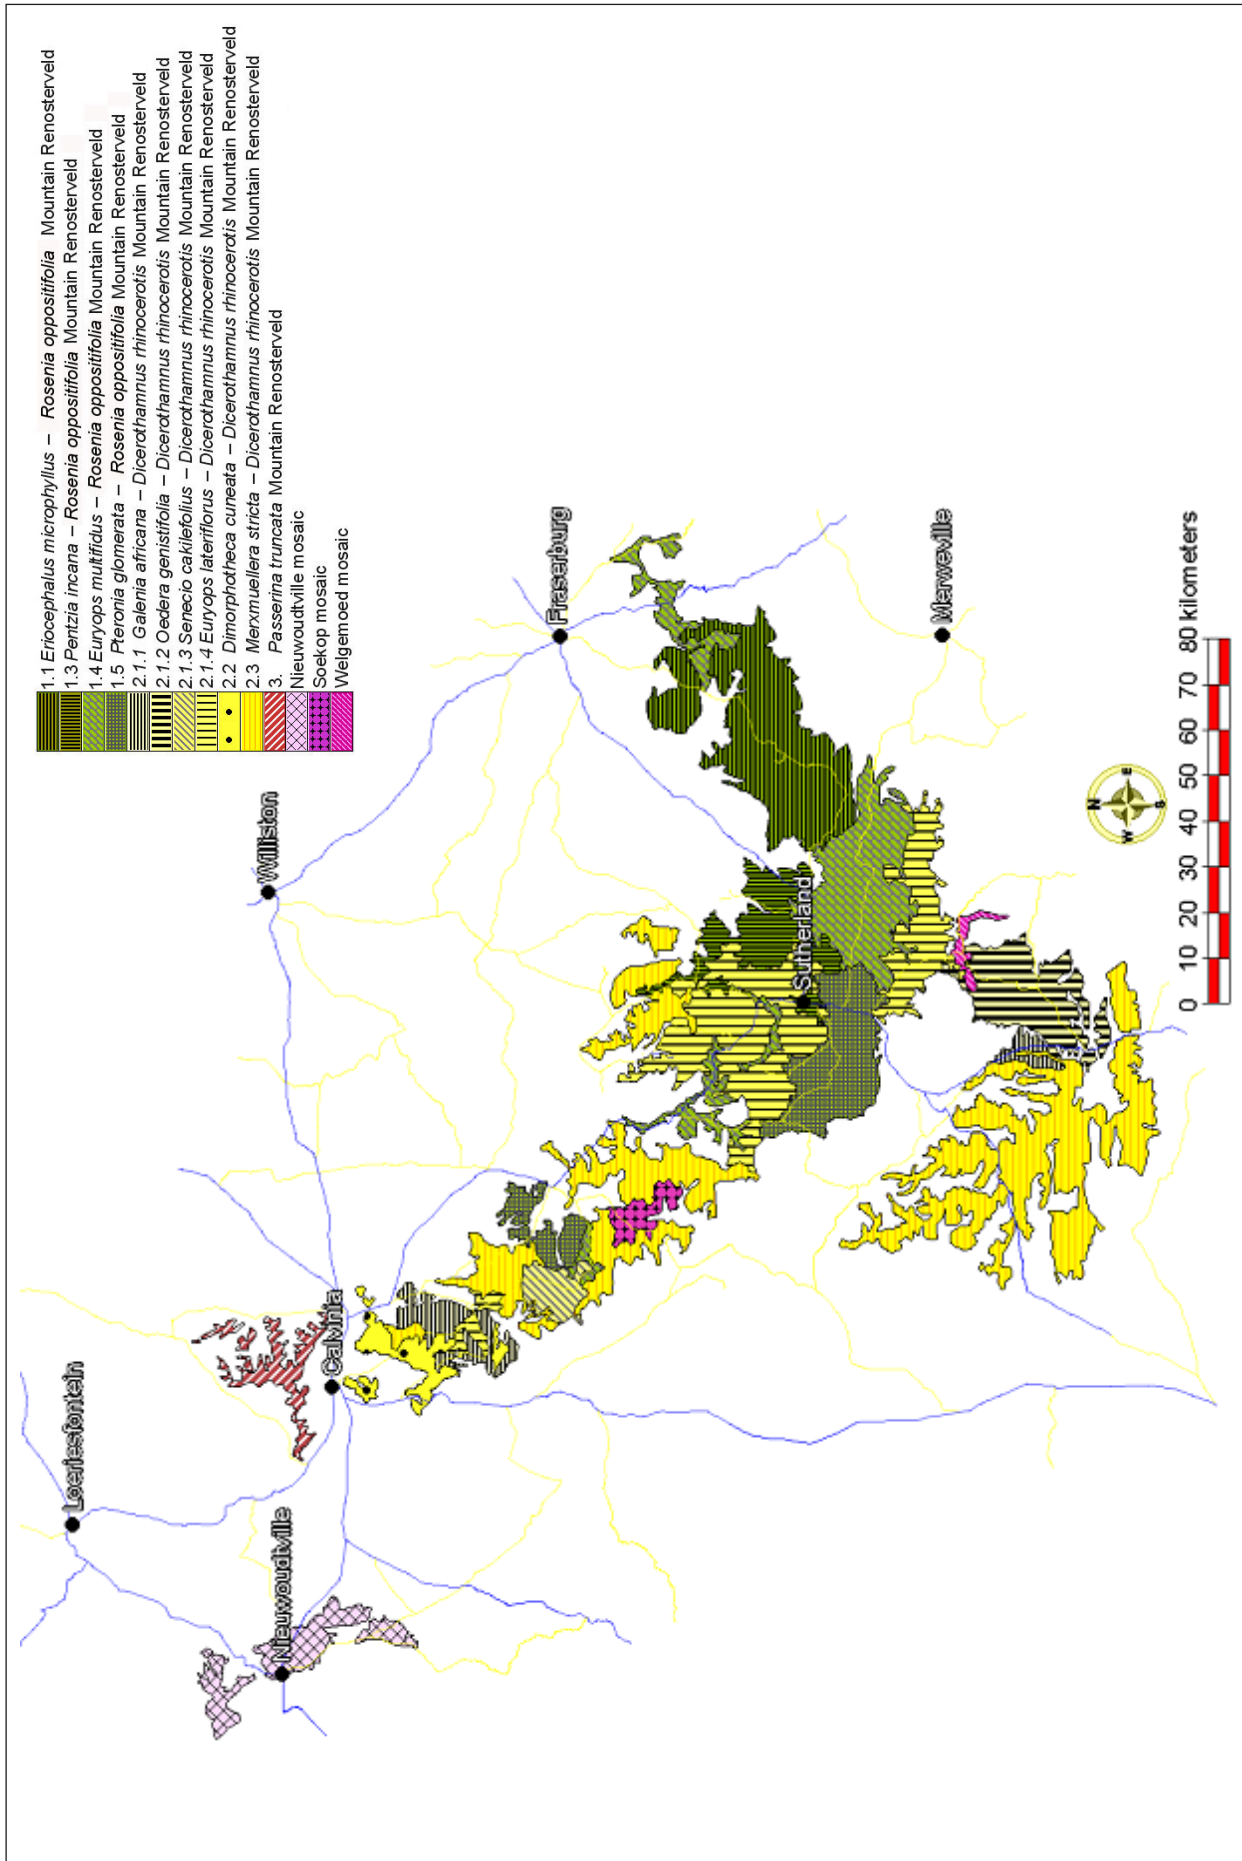 1.1 Eriocephalus microphyllus – Rosenia oppositifolia Mountain Renosterveld
1.3 Pentzia incana – Rosenia oppositifolia Mountain Renosterveld
1.4 Euryops multifidus – Rosenia oppositifolia Mountain Renosterveld
1.5 Pteronia glomerata – Rosenia oppositifolia Mountain Renosterveld
2.1.1 Galenia africana – Dicerothamnus rhinocerotis Mountain Renosterveld
2.1.2 Oedera genistifolia – Dicerothamnus rhinocerotis Mountain Renosterveld
2.1.3 Senecio cakilefolius – Dicerothamnus rhinocerotis Mountain Renosterveld
2.1.4 Euryops lateriflorus – Dicerothamnus rhinocerotis Mountain Renosterveld
2.2 Dimorphotheca cuneata – Dicerothamnus rhinocerotis Mountain Renosterveld
2.3 Merxmuellera stricta – Dicerothamnus rhinocerotis Mountain Renosterveld
3. Passerina truncata Mountain Renosterveld
Nieuwoudtville mosaic
Soekop mosaic
Welgemoed mosaic
Loeriesfontein
Williston
Nieuwoudtville
Calvinia
Fraserburg
Sutherland
Merweville
N
W
E
S
0 10 20 30 40 50 60 70 80 kilometers